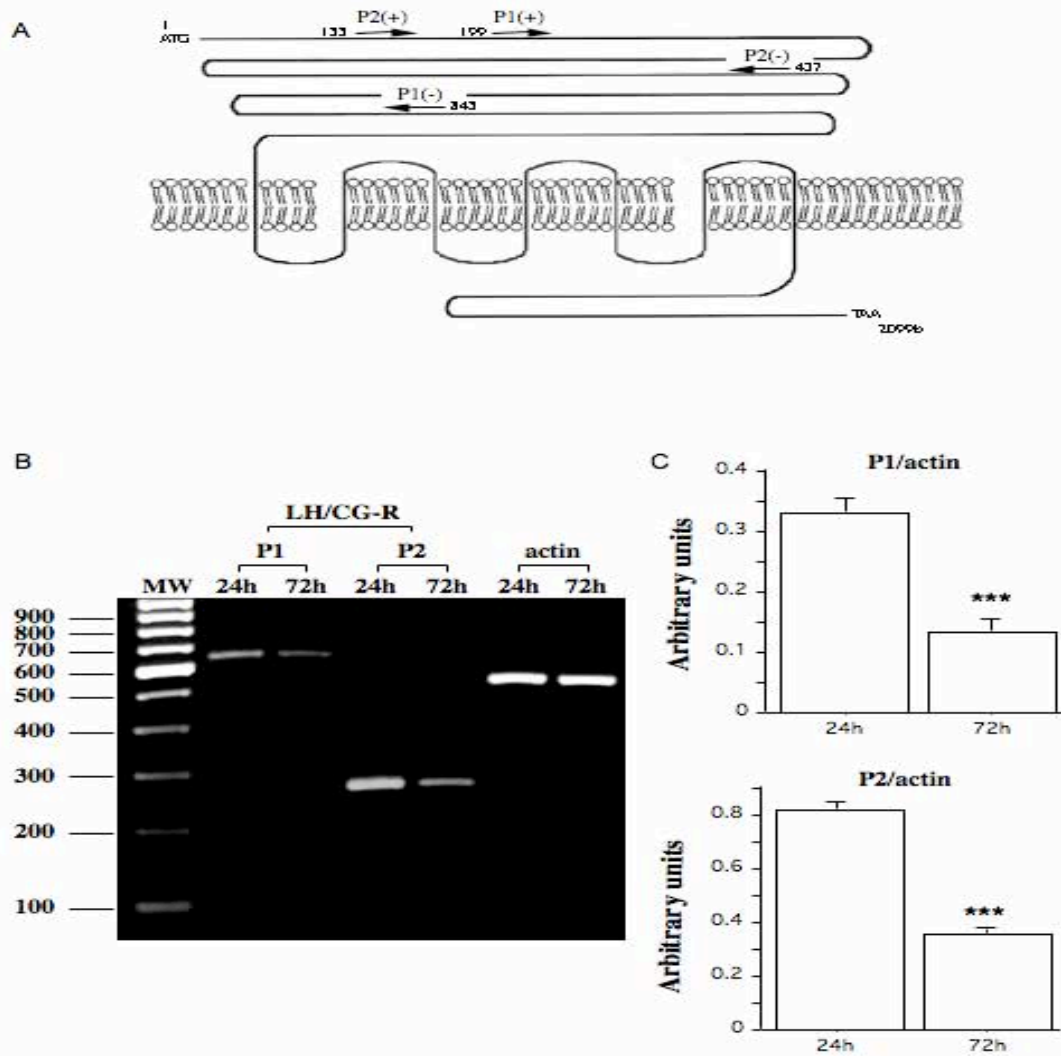 A
1
ATG
133 P2(+)
199 P1(+)
P2(-)
437
P1(-)
843
TAA
2099b
B
LH/CG-R
P1 P2 actin
MW 24h 72h 24h 72h 24h 72h
900
800
700
600
500
400
300
200
100
C
P1/actin
Arbitrary units
0.4
0.3
0.2
0.1
0
***
24h 72h
P2/actin
Arbitrary units
0.8
0.6
0.4
0.2
0
***
24h 72h